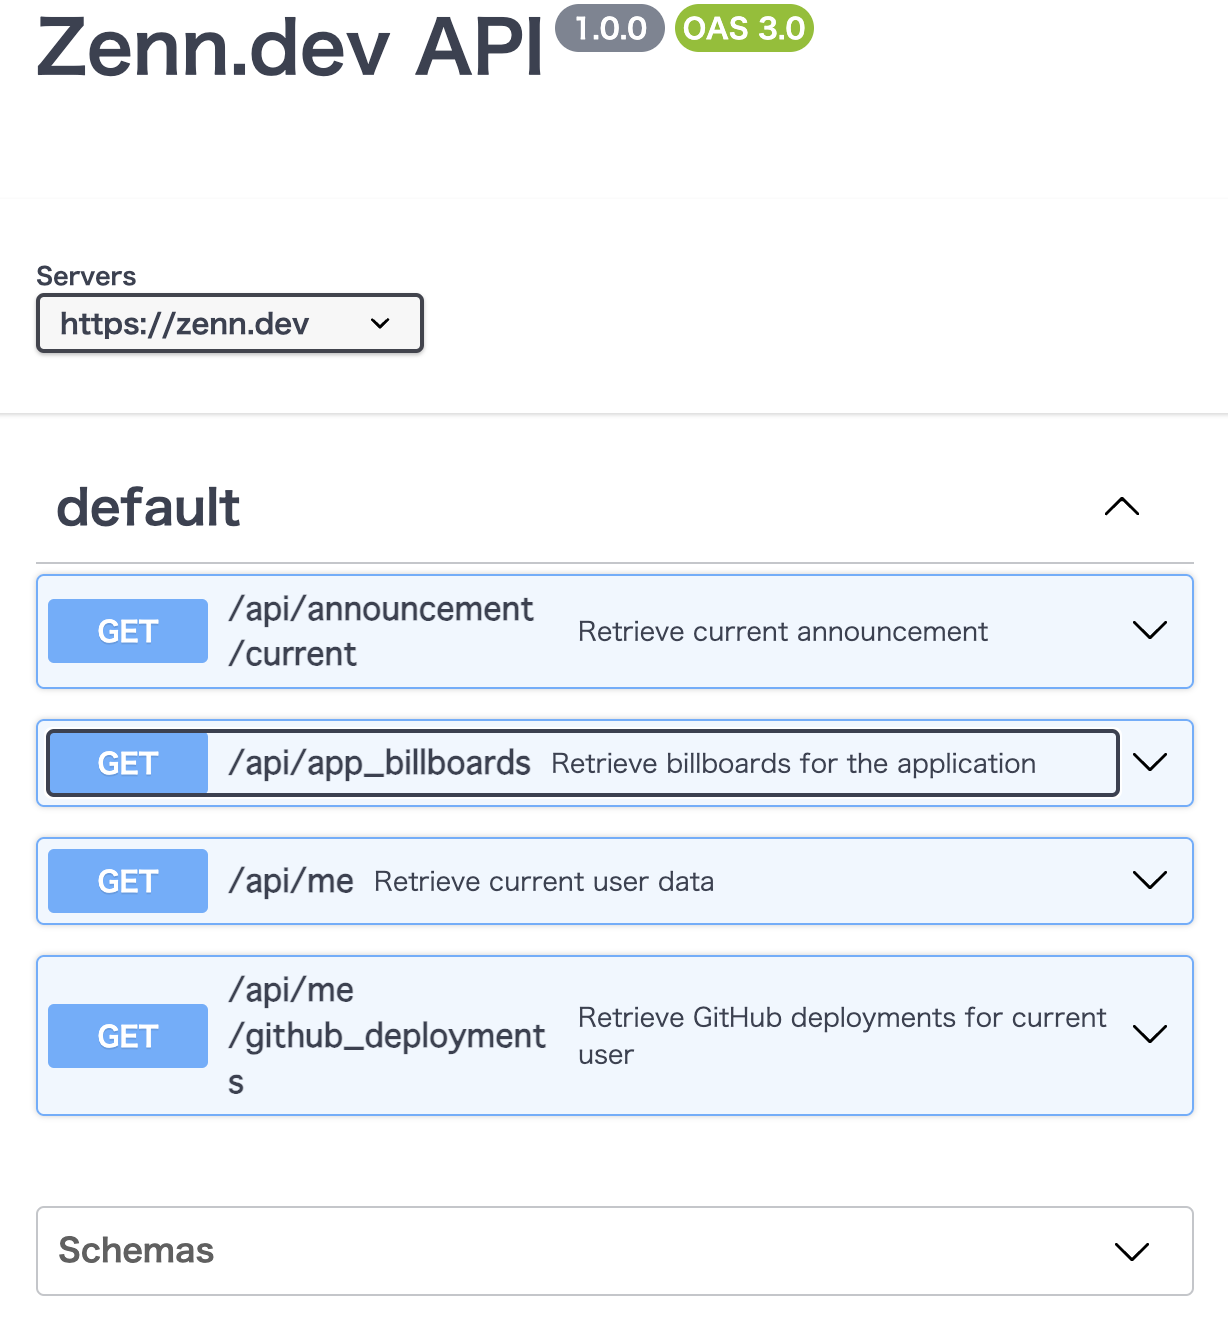 Zenn.dev API 1.0.0 OAS 3.0
Servers
https://zenn.dev
default
GET /api/announcement
/current Retrieve current announcement
GET /api/app_billboards Retrieve billboards for the application
GET /api/me Retrieve current user data
GET /api/me
/github_deployment
s
Retrieve GitHub deployments for current
user
Schemas